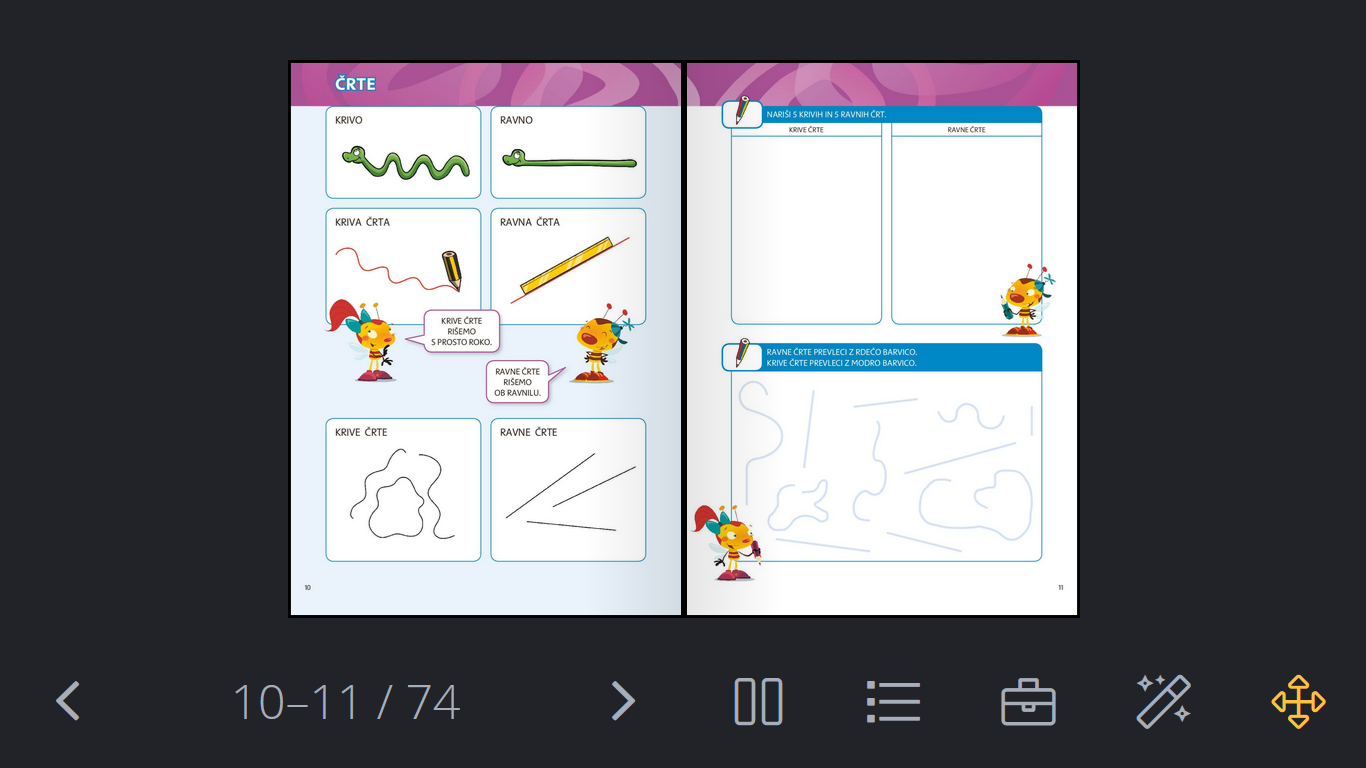 ČRTE
KRIVO
RAVNO
KRIVA ČRTA
RAVNA ČRTA
KRIVE ČRTE
RIŠEMO
S PROSTO ROKO.
RAVNE ČRTE
RIŠEMO
OB RAVNILU.
KRIVE ČRTE
RAVNE ČRTE
10
NARIŠI 5 KRIVIH IN 5 RAVNIH ČRT.
KRIVE ČRTE
RAVNE ČRTE
RAVNE ČRTE PREVLECI Z RDEČO BARVICO.
KRIVE ČRTE PREVLECI Z MODRO BARVICO.
11
10–11 / 74